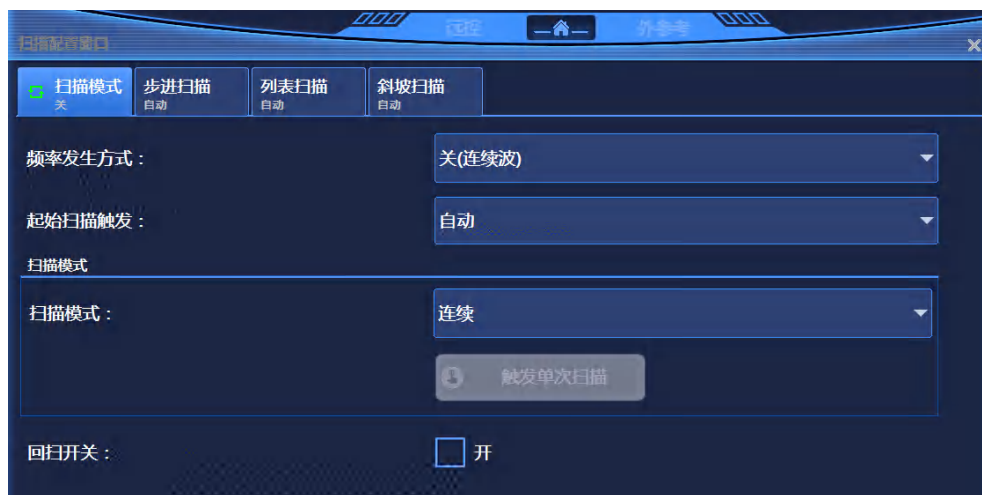 远控
外参考
扫描配置窗口
扫描模式
关
步进扫描
自动
列表扫描
自动
斜坡扫描
自动
频率发生方式：
关(连续波)
起始扫描触发：
自动
扫描模式
扫描模式：
连续
触发单次扫描
回扫开关：
开